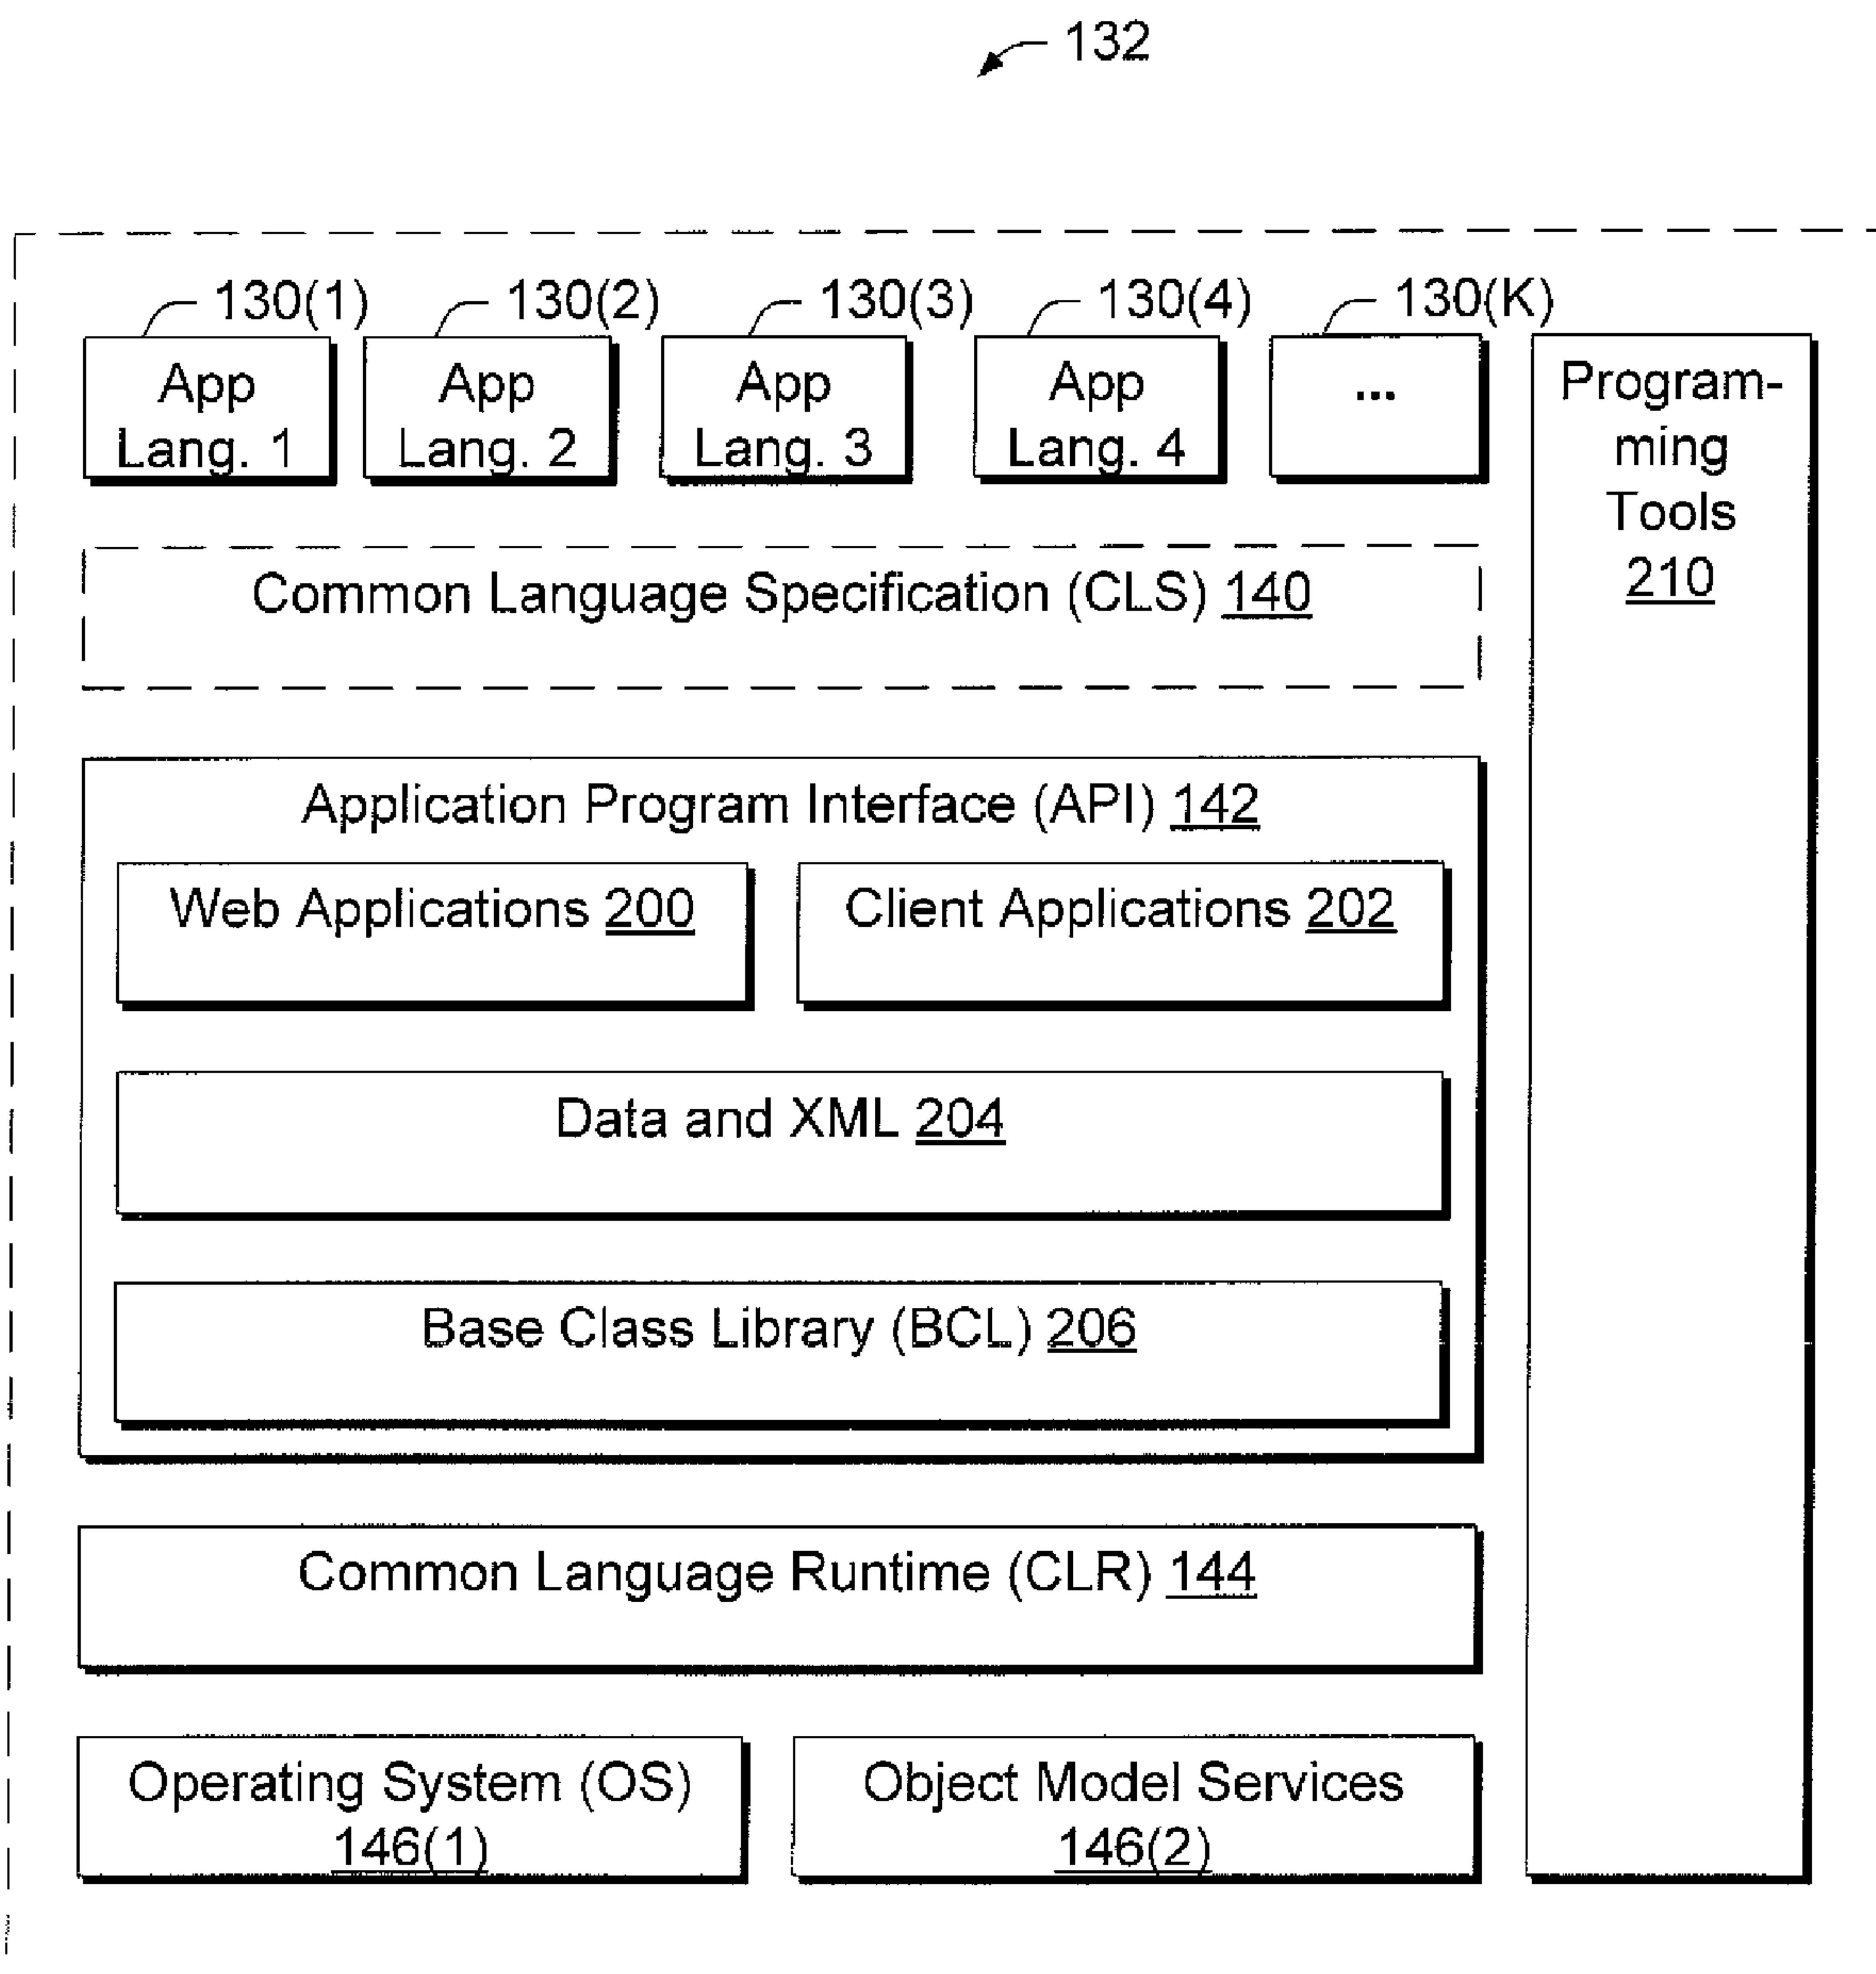 132
130(1) 130(2) 130(3) 130(4) 130(K)
App
Lang. 1
App
Lang. 2
App
Lang. 3
App
Lang. 4
...
Program-
ming
Tools
210
Common Language Specification (CLS) 140
Application Program Interface (API) 142
Web Applications 200
Client Applications 202
Data and XML 204
Base Class Library (BCL) 206
Common Language Runtime (CLR) 144
Operating System (OS)
146(1)
Object Model Services
146(2)